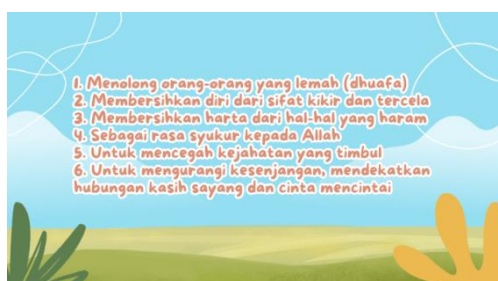 1. Menolong orang-orang yang lemah (dhuafa)
2. Membersihkan diri dari sifat kikir dan tercela
3. Membersihkan harta dari hal-hal yang haram
4. Sebagai rasa syukur kepada Allah
5. Untuk mencegah kejahatan yang timbul
6. Untuk mengurangi kesenjangan, mendekatkan
hubungan kasih sayang dan cinta mencintai